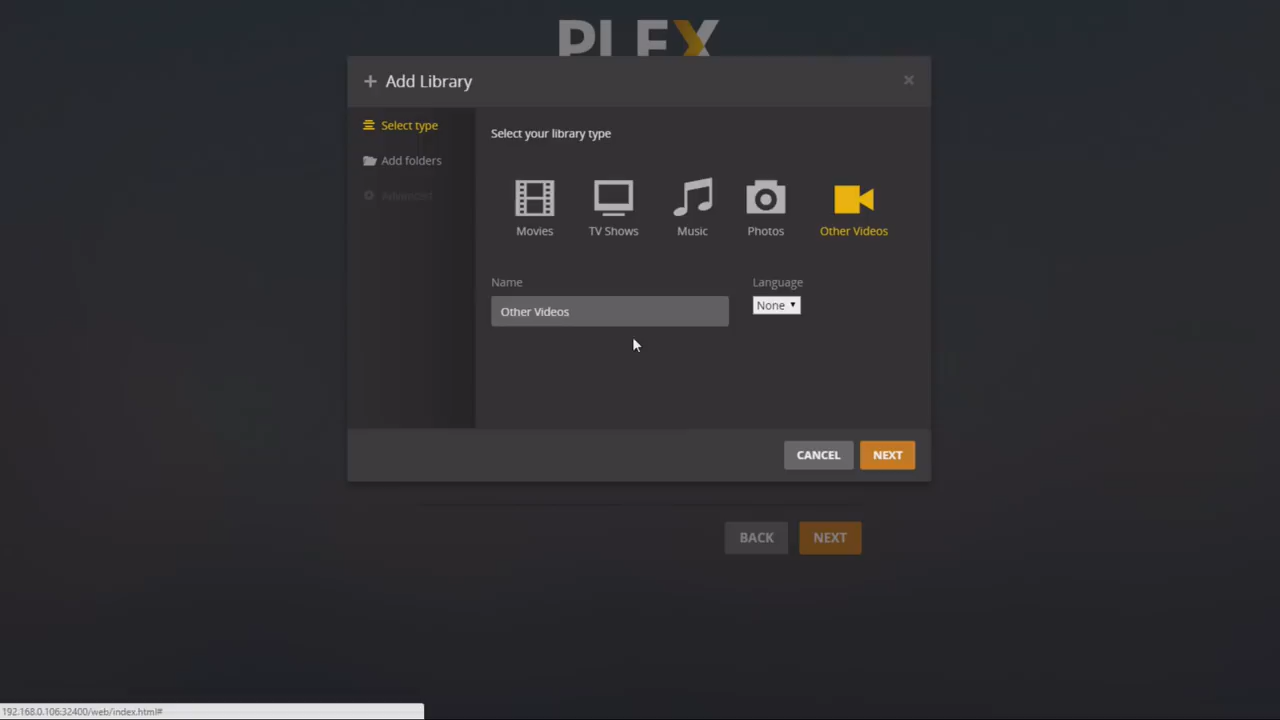 PLEX
Add Library
Select type
Add folders
Advanced
Select your library type
Movies
TV Shows
Music
Photos
Other Videos
Name
Language
Other Videos
None
CANCEL
NEXT
BACK
NEXT
192.168.0.106:32400/web/index.html#